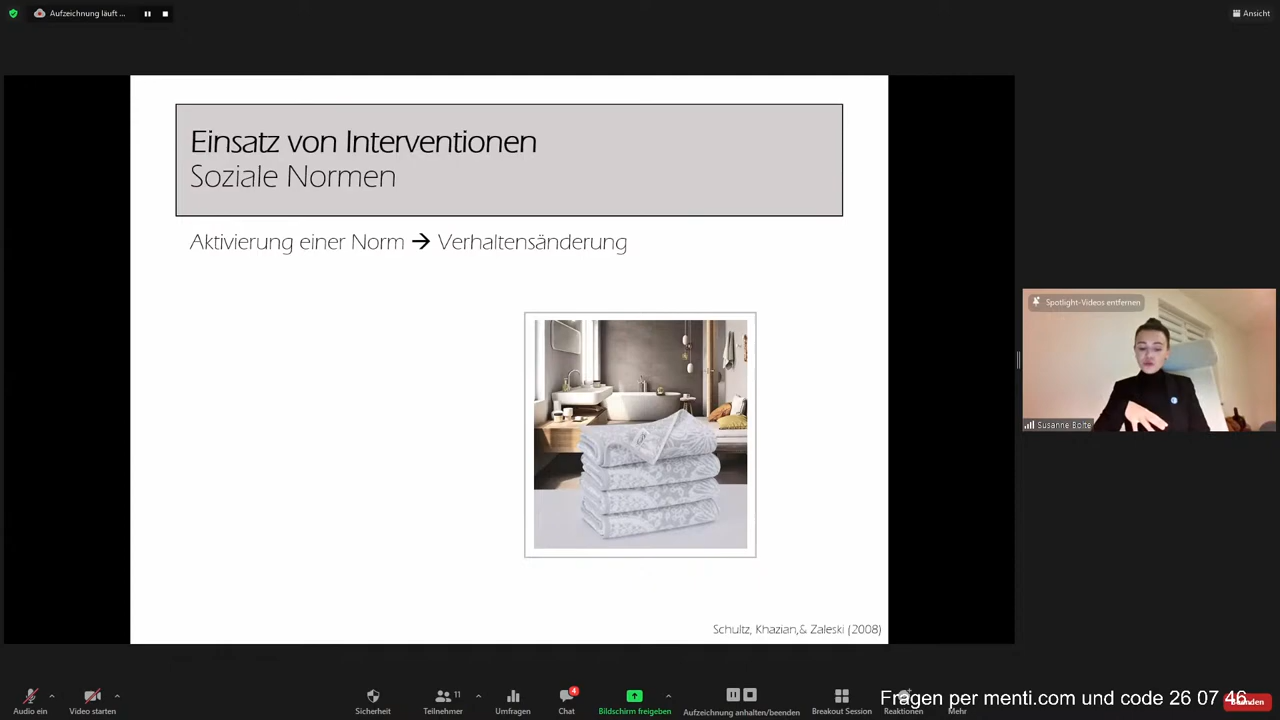 Aufzeichnung läuft ...
Ansicht
Einsatz von Interventionen
Soziale Normen
Aktivierung einer Norm → Verhaltensänderung
Spotlight-Videos entfernen
Susanne Bolte
Schultz, Khazian,& Zaleski (2008)
Audio ein
Video starten
Sicherheit
11
Teilnehmer
Umfragen
4
Chat
Bildschirm freigeben
Aufzeichnung anhalten/beenden
Breakout Session
Reaktionen
Mehr
Fragen per menti.com und code 26 07 46
Beenden